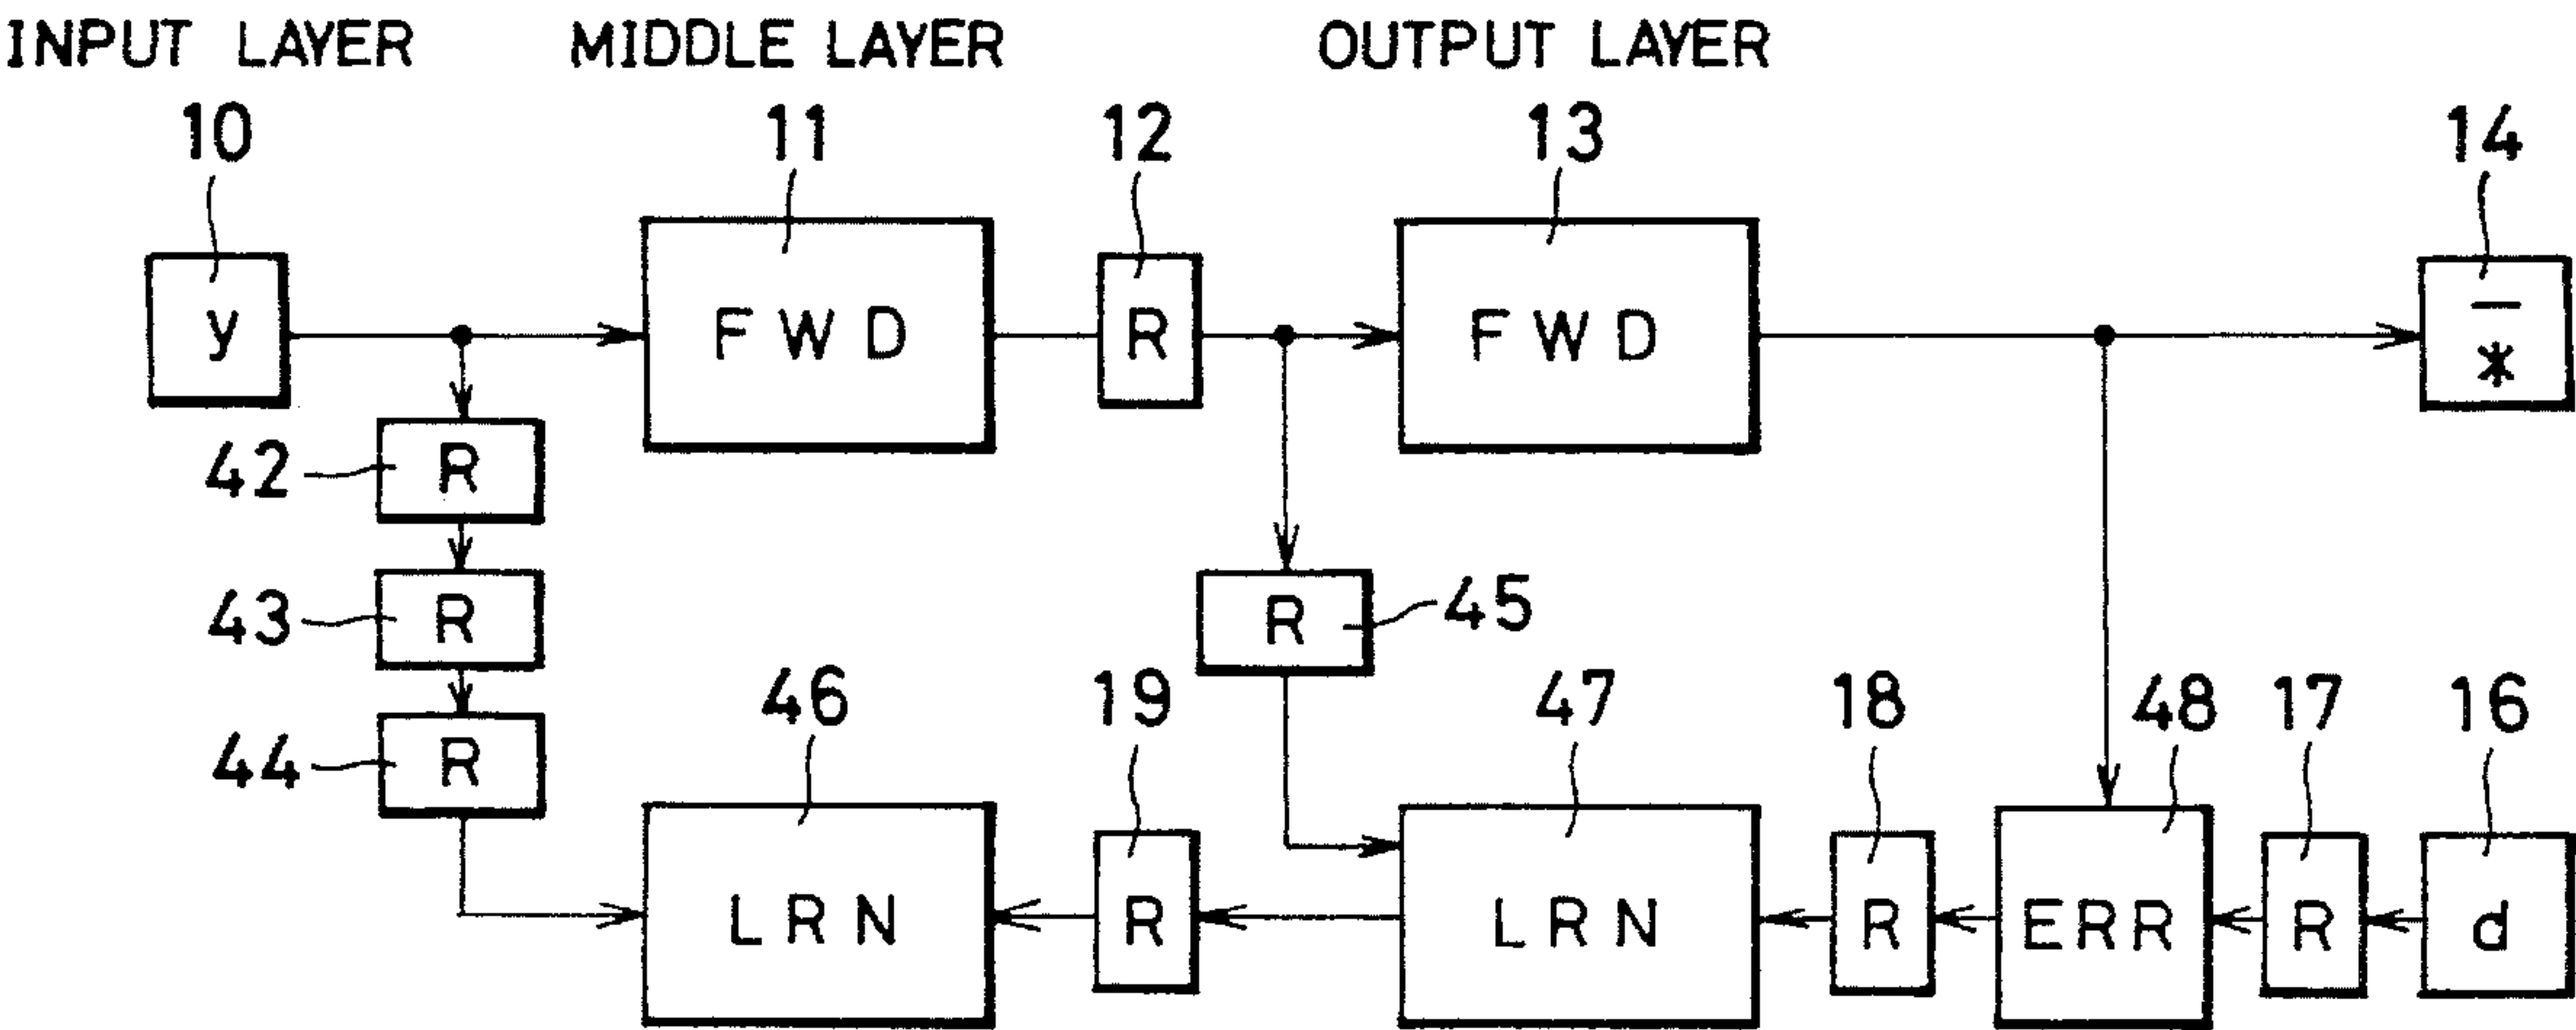 INPUT LAYER MIDDLE LAYER OUTPUT LAYER
10 11 12 13 14
y FWD R FWD — *
42 R
43 R R 45
44 R 46 19 47 18 48 17 16
LRN R LRN R ERR R d